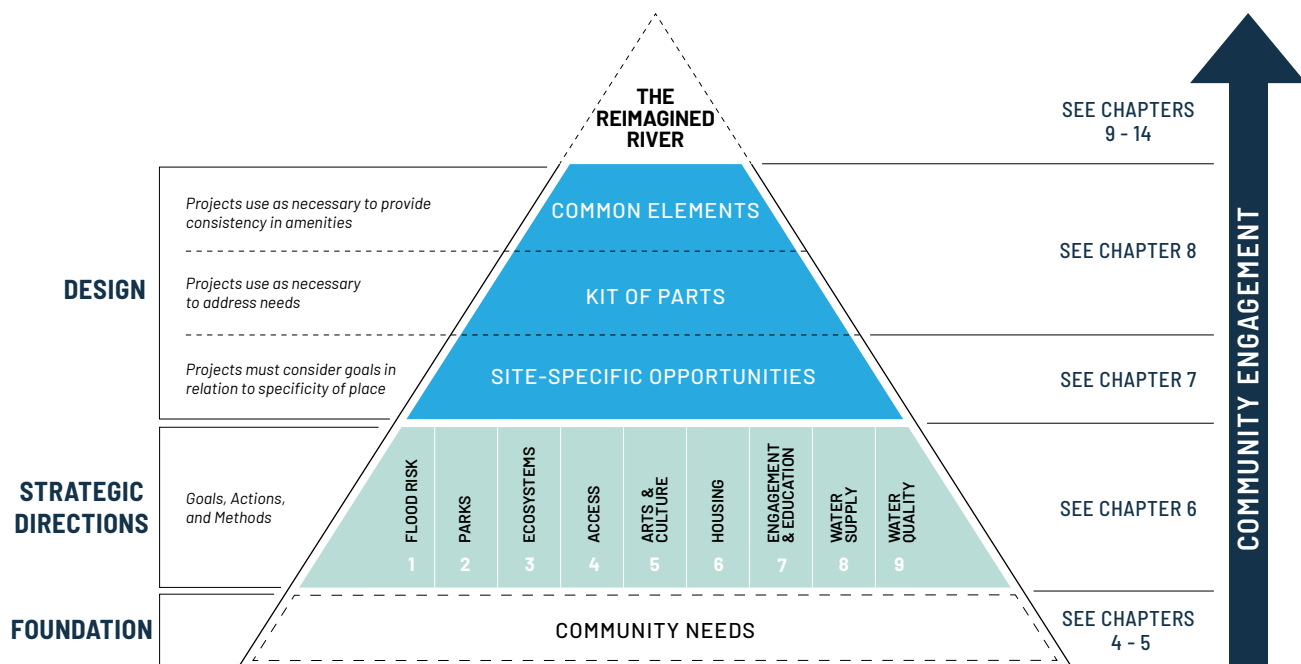 THE
REIMAGINED
RIVER
SEE CHAPTERS
9 - 14
DESIGN
Projects use as necessary to provide
consistency in amenities
COMMON ELEMENTS
Projects use as necessary
to address needs
KIT OF PARTS
SEE CHAPTER 8
Projects must consider goals in
relation to specificity of place
SITE-SPECIFIC OPPORTUNITIES
SEE CHAPTER 7
STRATEGIC
DIRECTIONS
Goals, Actions,
and Methods
FLOOD RISK
1
PARKS
2
ECOSYSTEMS
3
ACCESS
4
ARTS &
CULTURE
5
HOUSING
6
ENGAGEMENT
& EDUCATION
7
WATER
SUPPLY
8
WATER
QUALITY
9
SEE CHAPTER 6
FOUNDATION
COMMUNITY NEEDS
SEE CHAPTERS
4 - 5
COMMUNITY ENGAGEMENT